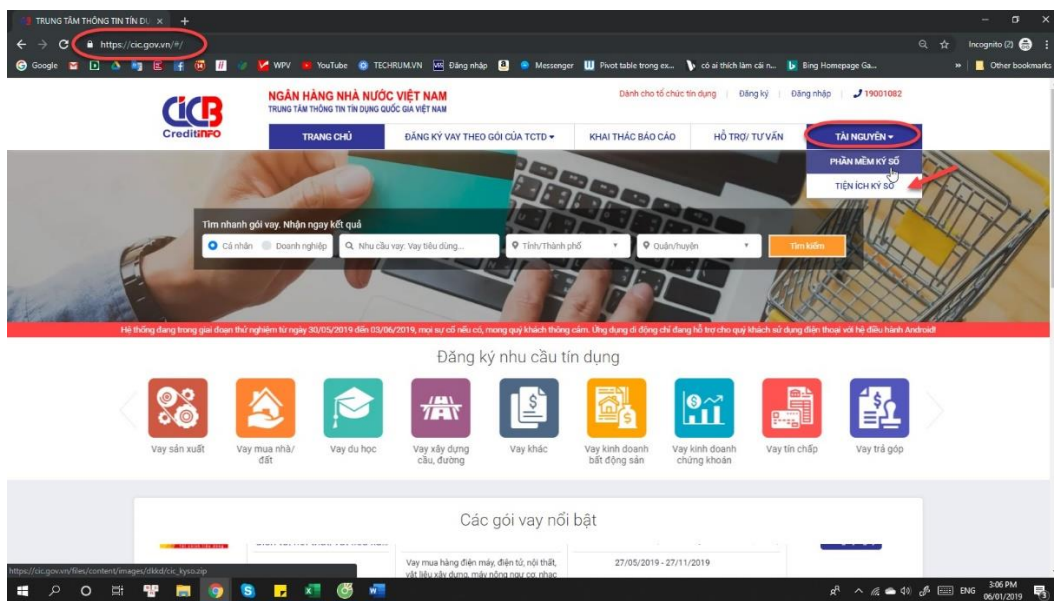 TRUNG TÂM THÔNG TIN TÍN DỤ
https://cic.gov.vn/#/
Incognito (2)
Google
WPV
YouTube
TECHRUM.VN
Đăng nhập
Messenger
Pivot table trong ex...
có ai thích làm cái n...
Bing Homepage Ga...
Other bookmarks
CICB
Creditinfo
NGÂN HÀNG NHÀ NƯỚC VIỆT NAM
TRUNG TÂM THÔNG TIN TÍN DỤNG QUỐC GIA VIỆT NAM
Dành cho tổ chức tín dụng
Đăng ký
Đăng nhập
19001082
TRANG CHỦ
ĐĂNG KÝ VAY THEO GÓI CỦA TCTD
KHAI THÁC BÁO CÁO
HỖ TRỢ/ TƯ VẤN
TÀI NGUYÊN
PHẦN MỀM KÝ SỐ
TIỆN ÍCH KÝ SỐ
Tìm nhanh gói vay. Nhận ngay kết quả
Cá nhân
Doanh nghiệp
Nhu cầu vay: Vay tiêu dùng...
Tỉnh/Thành phố
Quận/huyện
Tìm kiếm
Hệ thống đang trong giai đoạn thử nghiệm từ ngày 30/05/2019 đến 03/06/2019, mọi sự cố nếu có, mong quý khách thông cảm. Ứng dụng di động chỉ đang hỗ trợ cho quý khách sử dụng điện thoại với hệ điều hành Android!
Đăng ký nhu cầu tín dụng
Vay sản xuất
Vay mua nhà/
đất
Vay du học
Vay xây dựng
cầu, đường
Vay khác
Vay kinh doanh
bất động sản
Vay kinh doanh
chứng khoán
Vay tín chấp
Vay trả góp
Các gói vay nổi bật
Vay mua hàng điện máy, điện tử, nội thất,
vật liệu xây dựng, máy nông ngư cơ, nhạc
27/05/2019 - 27/11/2019
https://cic.gov.vn/files/content/images/dkkd/cic_kyso.zip
ENG
3:06 PM
06/01/2019